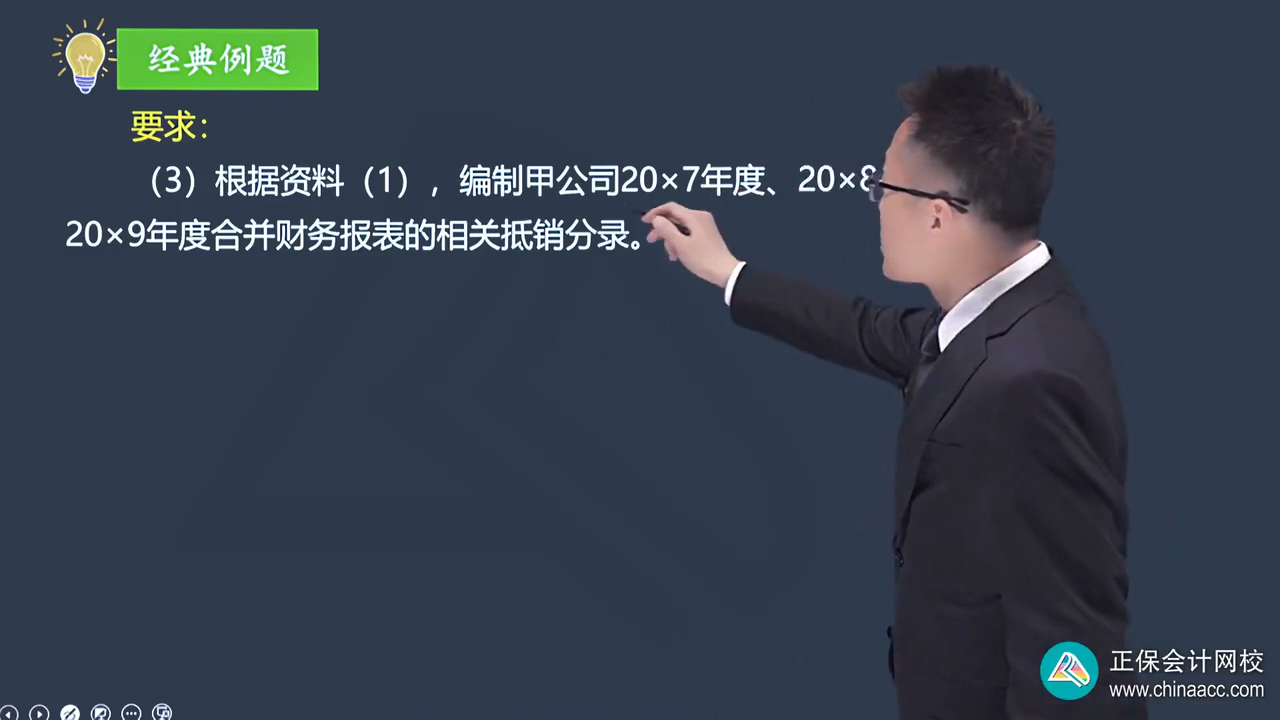 经典例题
要求：
（3）根据资料（1），编制甲公司20×7年度、20×8
20×9年度合并财务报表的相关抵销分录。
正保会计网校
www.chinaacc.com